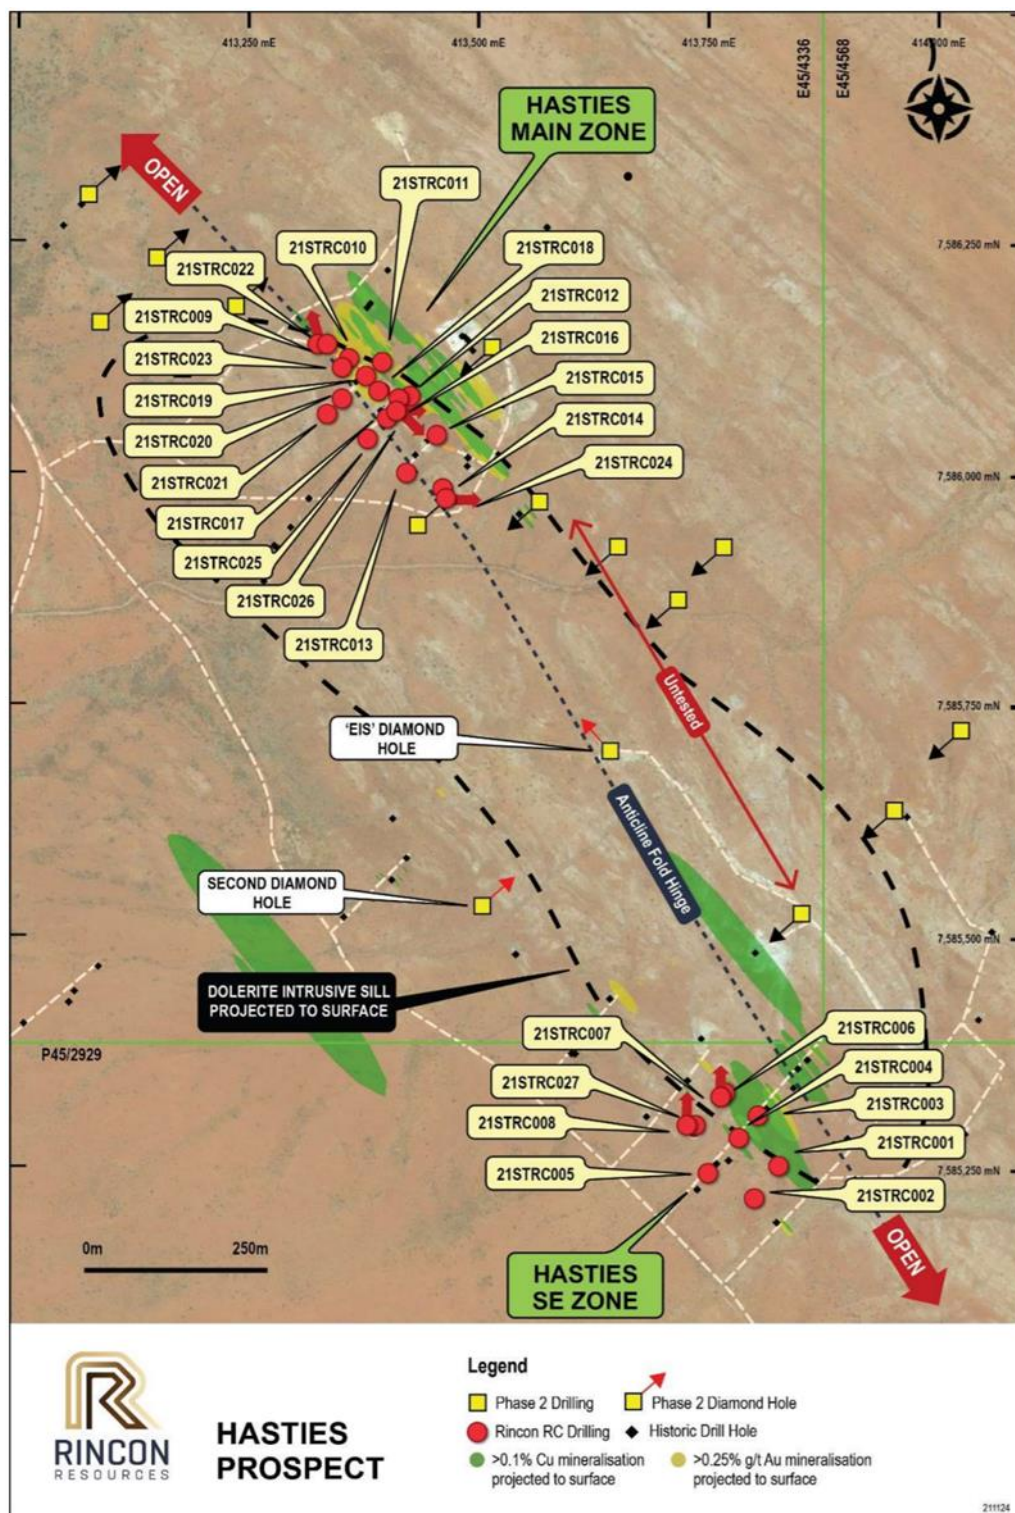 413,250 mE
413,500 mE
413,750 mE
414,000 mE
E45/4336
E45/4568
HASTIES
MAIN ZONE
OPEN
21STRC011
21STRC010
21STRC018
21STRC022
21STRC012
21STRC009
21STRC016
21STRC023
21STRC015
21STRC019
21STRC014
21STRC020
21STRC024
21STRC021
21STRC017
21STRC025
21STRC026
21STRC013
7,586,250 mN
7,586,000 mN
Untested
7,585,750 mN
'EIS' DIAMOND
HOLE
Anticline Fold Hinge
SECOND DIAMOND
HOLE
7,585,500 mN
DOLERITE INTRUSIVE SILL
PROJECTED TO SURFACE
P45/2929
21STRC007
21STRC006
21STRC027
21STRC004
21STRC008
21STRC003
21STRC001
21STRC005
21STRC002
7,585,250 mN
OPEN
0m 250m
HASTIES
SE ZONE
RINCON
RESOURCES
HASTIES
PROSPECT
Legend
Phase 2 Drilling
Phase 2 Diamond Hole
Rincon RC Drilling
Historic Drill Hole
>0.1% Cu mineralisation
projected to surface
>0.25% g/t Au mineralisation
projected to surface
211124